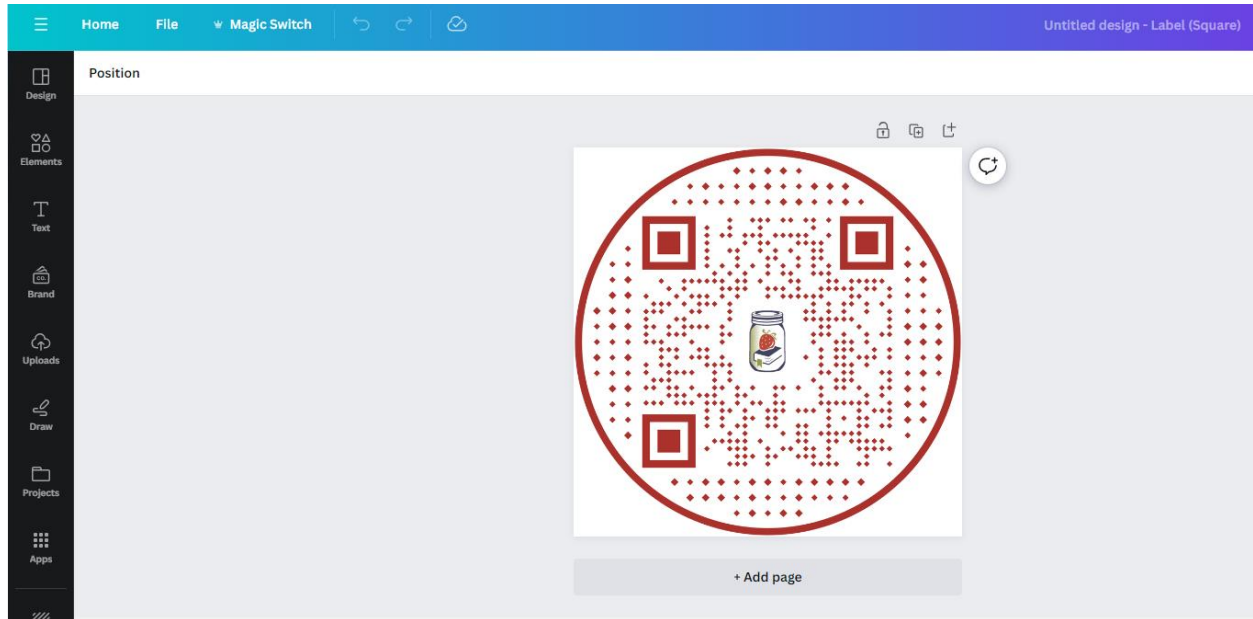 Home File Magic Switch Untitled design - Label (Square)
Position
Design
Elements
Text
CO.
Brand
Uploads
Draw
Projects
Apps
+ Add page